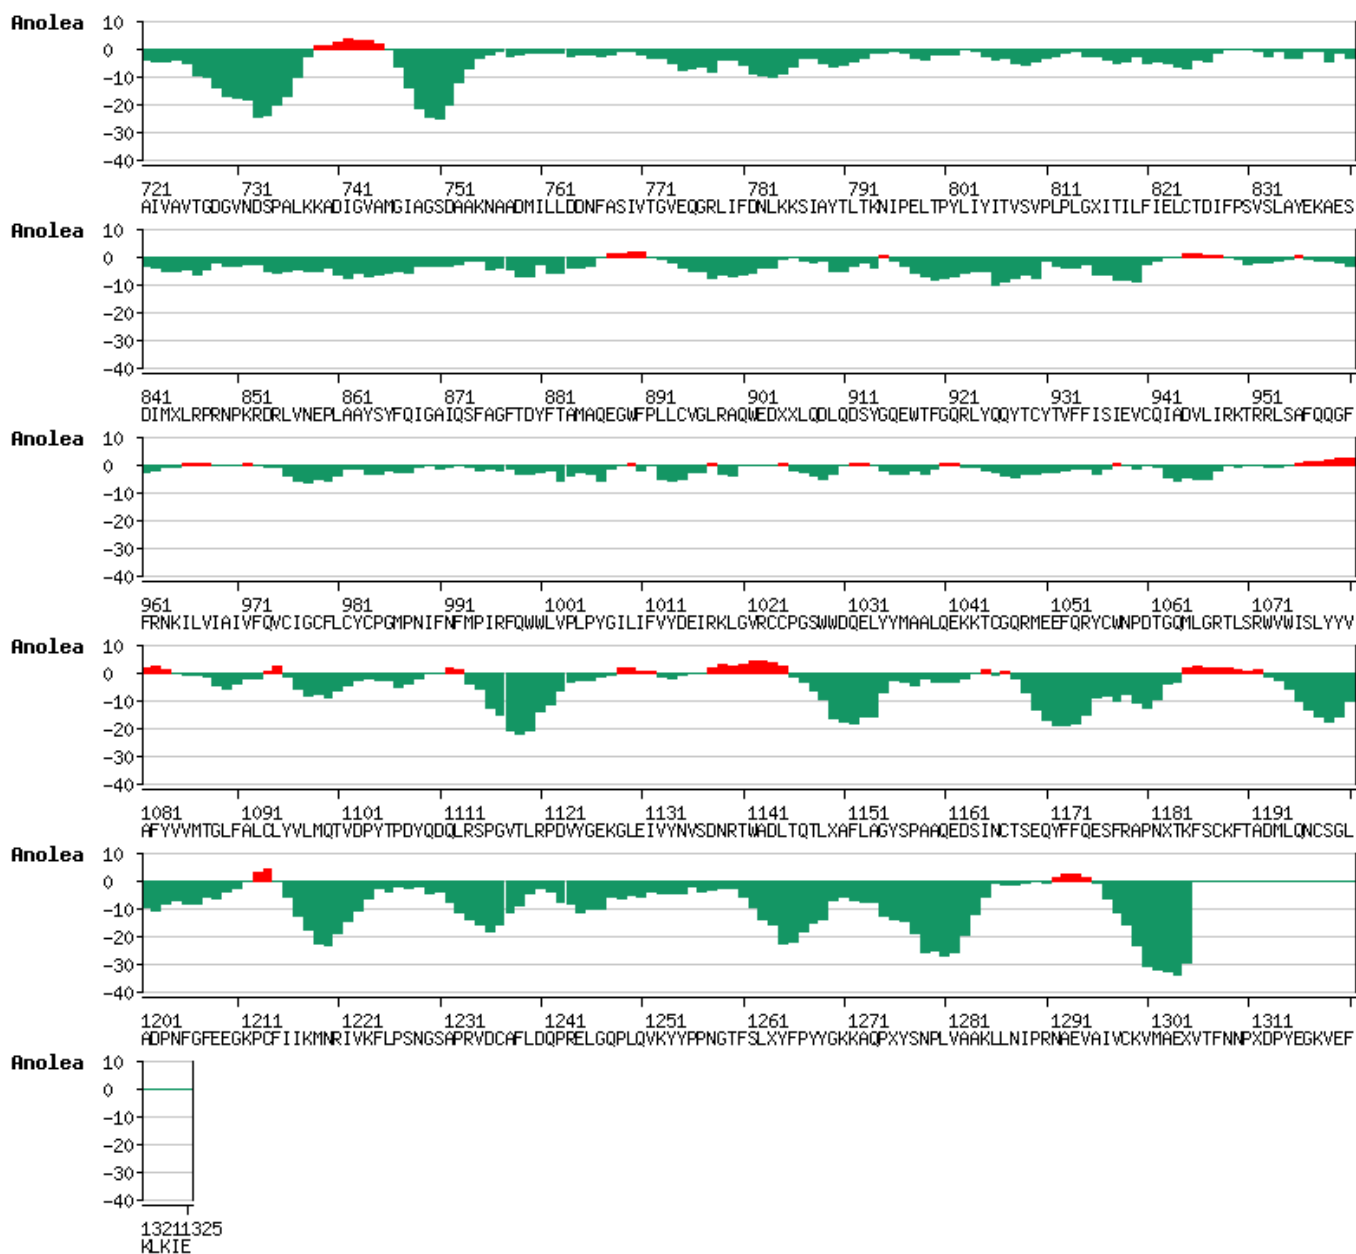 Anolea 10
0
-10
-20
-30
-40
721 731 741 751 761 771 781 791 801 811 821 831
AIVAVTGDGVNDSPALKKADIGVAMGIAGSDAAKNAADMILLDDNFASIVTGVEQGRLIFDNLKKSIAYTLTKNIPELTPYLIYITVSVPLPLGXITILFIELCTDIFPSVSLAYEKAES
Anolea 10
0
-10
-20
-30
-40
841 851 861 871 881 891 901 911 921 931 941 951
DIMXLRPRNPKRDRLVNEPLAAYSYFQIGAIQSFAGFTDYFTAMAQEGWFPLLCVGLRAQWEDXXLQDLQDSYGQEWTFGQRLYQQYTCYTVFFISIEVCQIADVLIRKTRRLSAFQQGF
Anolea 10
0
-10
-20
-30
-40
961 971 981 991 1001 1011 1021 1031 1041 1051 1061 1071
FRNKILVIAIVFQVCIGCFLCYCPGMPNIFNFMPIRFQWWLVPLPYGILIFVYDEIRKLGVRCCPGSWWDQELYYMAALQEKKTCGQRMEEFQRYCWNPDTGQMLGRTLSRWVWISLYYV
Anolea 10
0
-10
-20
-30
-40
1081 1091 1101 1111 1121 1131 1141 1151 1161 1171 1181 1191
AFYVVMTGLFALCLYVLMQTVDPYTPDYQDQLRSPGVTLRPDVYGEKGLEIVYNVSDNRTWADLTQTLXAFLAGYSPAAQEDSINCTSEQYFFQESFRAPNXTKFSCKFTADMLQNCSGL
Anolea 10
0
-10
-20
-30
-40
1201 1211 1221 1231 1241 1251 1261 1271 1281 1291 1301 1311
ADPNFGFEEGKPCFIIKMNRIVKFLPSNGSAPRVDCAFLDQPRELGQPLQVKYYPPNGTFSLXYFPYYGKKAQPXYSNPLVAAKLLNIPRNAEVAIVCKVMAEXVTFNNPXDPYEGKVEF
Anolea 10
0
-10
-20
-30
-40
13211325
KLKIE